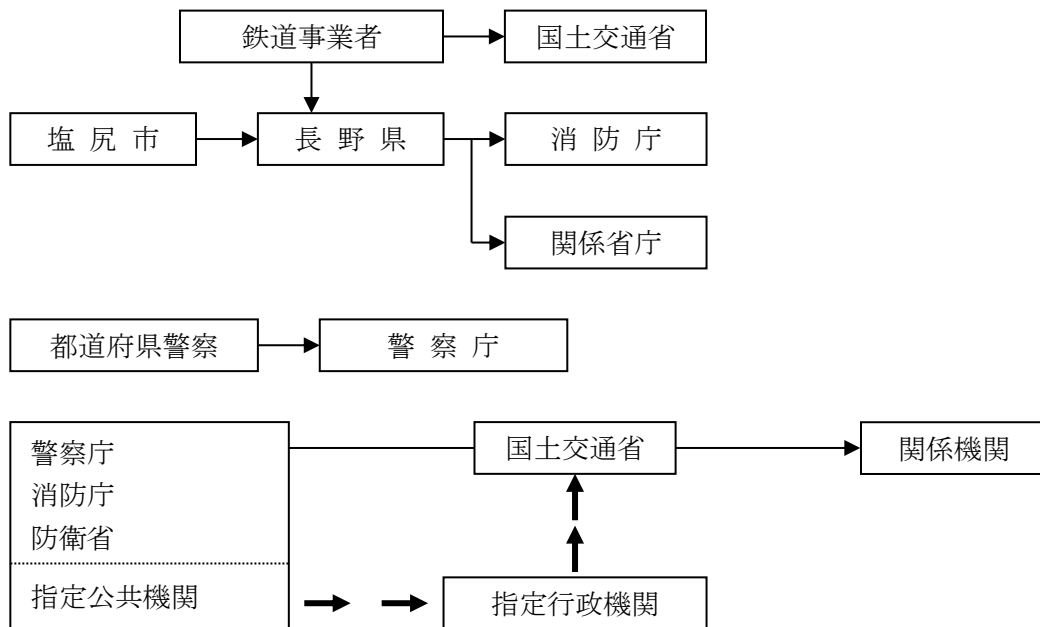 鉄道事業者
国土交通省
塩 尻 市
長 野 県
消 防 庁
関係省庁
都道府県警察
警 察 庁
警察庁
消防庁
防衛省
指定公共機関
国土交通省
関係機関
指定行政機関